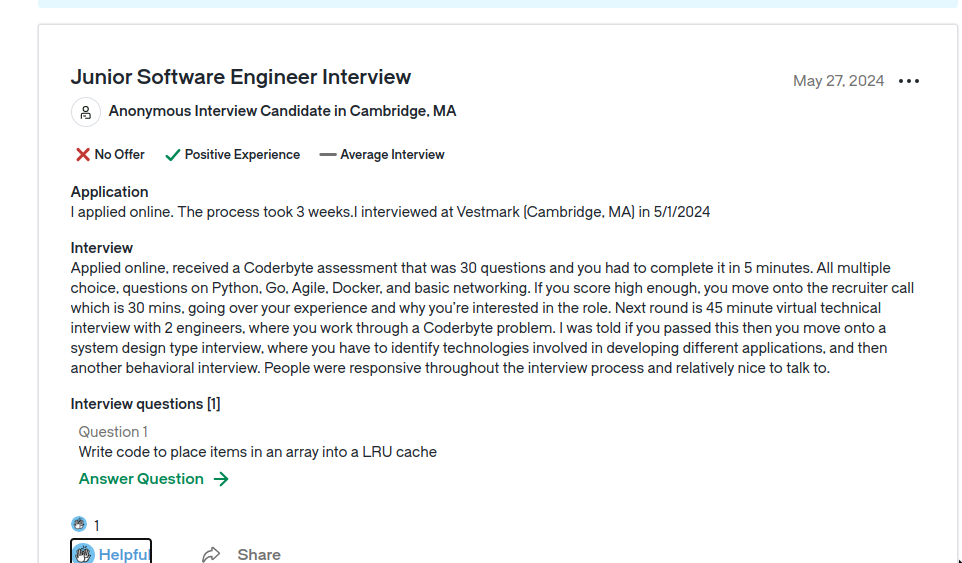 Junior Software Engineer Interview
May 27, 2024
Anonymous Interview Candidate in Cambridge, MA
No Offer Positive Experience Average Interview
Application
I applied online. The process took 3 weeks.I interviewed at Vestmark (Cambridge, MA) in 5/1/2024
Interview
Applied online, received a Coderbyte assessment that was 30 questions and you had to complete it in 5 minutes. All multiple
choice, questions on Python, Go, Agile, Docker, and basic networking. If you score high enough, you move onto the recruiter call
which is 30 mins, going over your experience and why you're interested in the role. Next round is 45 minute virtual technical
interview with 2 engineers, where you work through a Coderbyte problem. I was told if you passed this then you move onto a
system design type interview, where you have to identify technologies involved in developing different applications, and then
another behavioral interview. People were responsive throughout the interview process and relatively nice to talk to.
Interview questions [1]
Question 1
Write code to place items in an array into a LRU cache
Answer Question
1
Helpful
Share